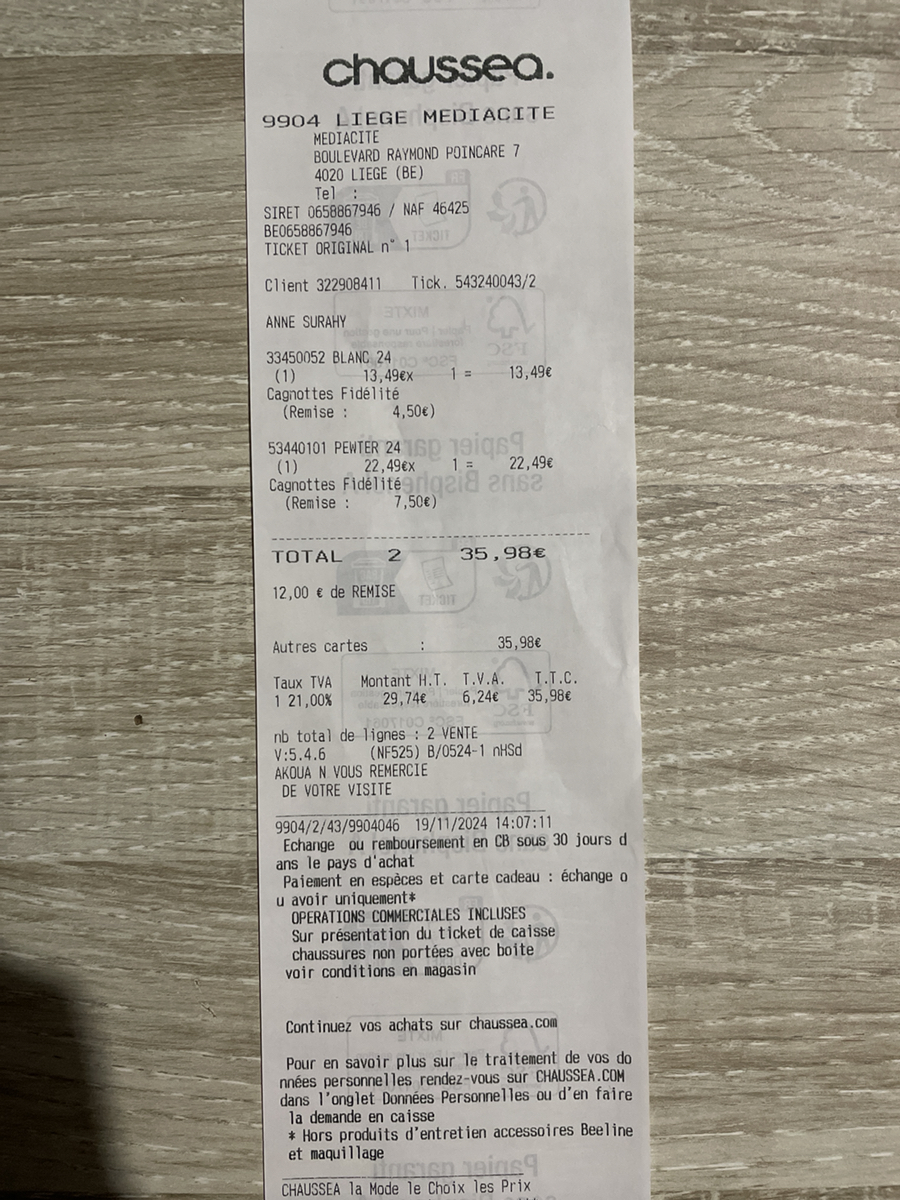 chaussea.
9904 LIEGE MEDIACITE
MEDIACITE
BOULEVARD RAYMOND POINCARE 7
4020 LIEGE (BE)
Tel :
SIRET 0658867946 / NAF 46425
BE0658867946
TICKET ORIGINAL n° 1
Client 322908411 Tick. 543240043/2
ANNE SURAHY
33450052 BLANC 24
(1) 13,49€x 1 = 13,49€
Cagnottes Fidélité
(Remise : 4,50€)
53440101 PEWTER 24
(1) 22,49€x 1 = 22,49€
Cagnottes Fidélité
(Remise : 7,50€)
TOTAL 2 35,98€
12,00 € de REMISE
Autres cartes : 35,98€
Taux TVA Montant H.T. T.V.A. T.T.C.
1 21,00% 29,74€ 6,24€ 35,98€
nb total de lignes : 2 VENTE
V:5.4.6 (NF525) B/0524-1 nHSd
AKOUA N VOUS REMERCIE
DE VOTRE VISITE
9904/2/43/9904046 19/11/2024 14:07:11
Echange ou remboursement en CB sous 30 jours d
ans le pays d'achat
Paiement en espèces et carte cadeau : échange o
u avoir uniquement*
OPERATIONS COMMERCIALES INCLUSES
Sur présentation du ticket de caisse
chaussures non portées avec boite
voir conditions en magasin
Continuez vos achats sur chaussea.com
Pour en savoir plus sur le traitement de vos do
nnées personnelles rendez-vous sur CHAUSSEA.COM
dans l'onglet Données Personnelles ou d'en faire
la demande en caisse
* Hors produits d'entretien accessoires Beeline
et maquillage
CHAUSSEA la Mode le Choix les Prix